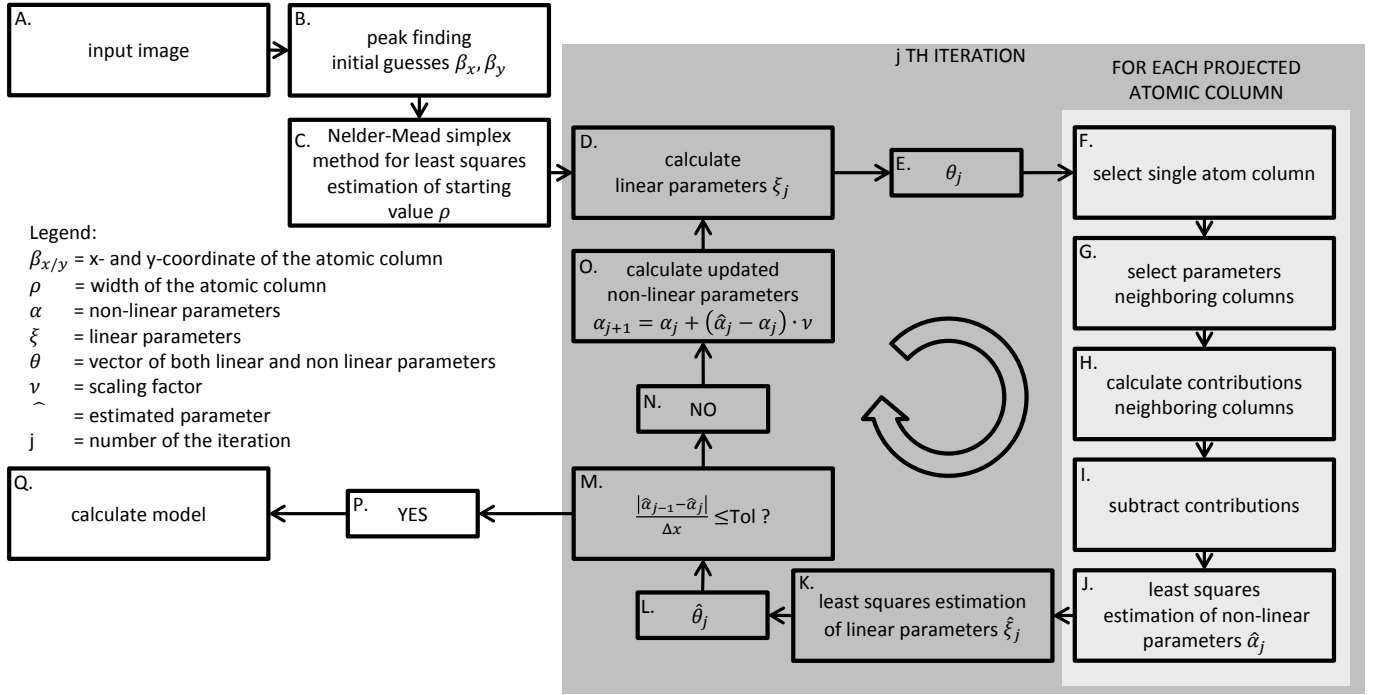 A.
input image
B.
peak finding
initial guesses βₓ, βᵧ
C.
Nelder-Mead simplex
method for least squares
estimation of starting
value ρ
j TH ITERATION
FOR EACH PROJECTED
ATOMIC COLUMN
D.
calculate
linear parameters ξⱼ
E.
θⱼ
F.
select single atom column
G.
select parameters
neighboring columns
H.
calculate contributions
neighboring columns
I.
subtract contributions
J.
least squares
estimation of non-linear
parameters α̂ⱼ
K.
least squares estimation
of linear parameters ξ̂ⱼ
L.
θ̂ⱼ
M.
|α̂ⱼ₋₁−α̂ⱼ| / Δx ≤Tol ?
N.
NO
O.
calculate updated
non-linear parameters
αⱼ₊₁ = αⱼ + (α̂ⱼ − αⱼ) · ν
P.
YES
Q.
calculate model
Legend:
β_{x/y} = x- and y-coordinate of the atomic column
ρ = width of the atomic column
α = non-linear parameters
ξ = linear parameters
θ = vector of both linear and non linear parameters
ν = scaling factor
̂ = estimated parameter
j = number of the iteration